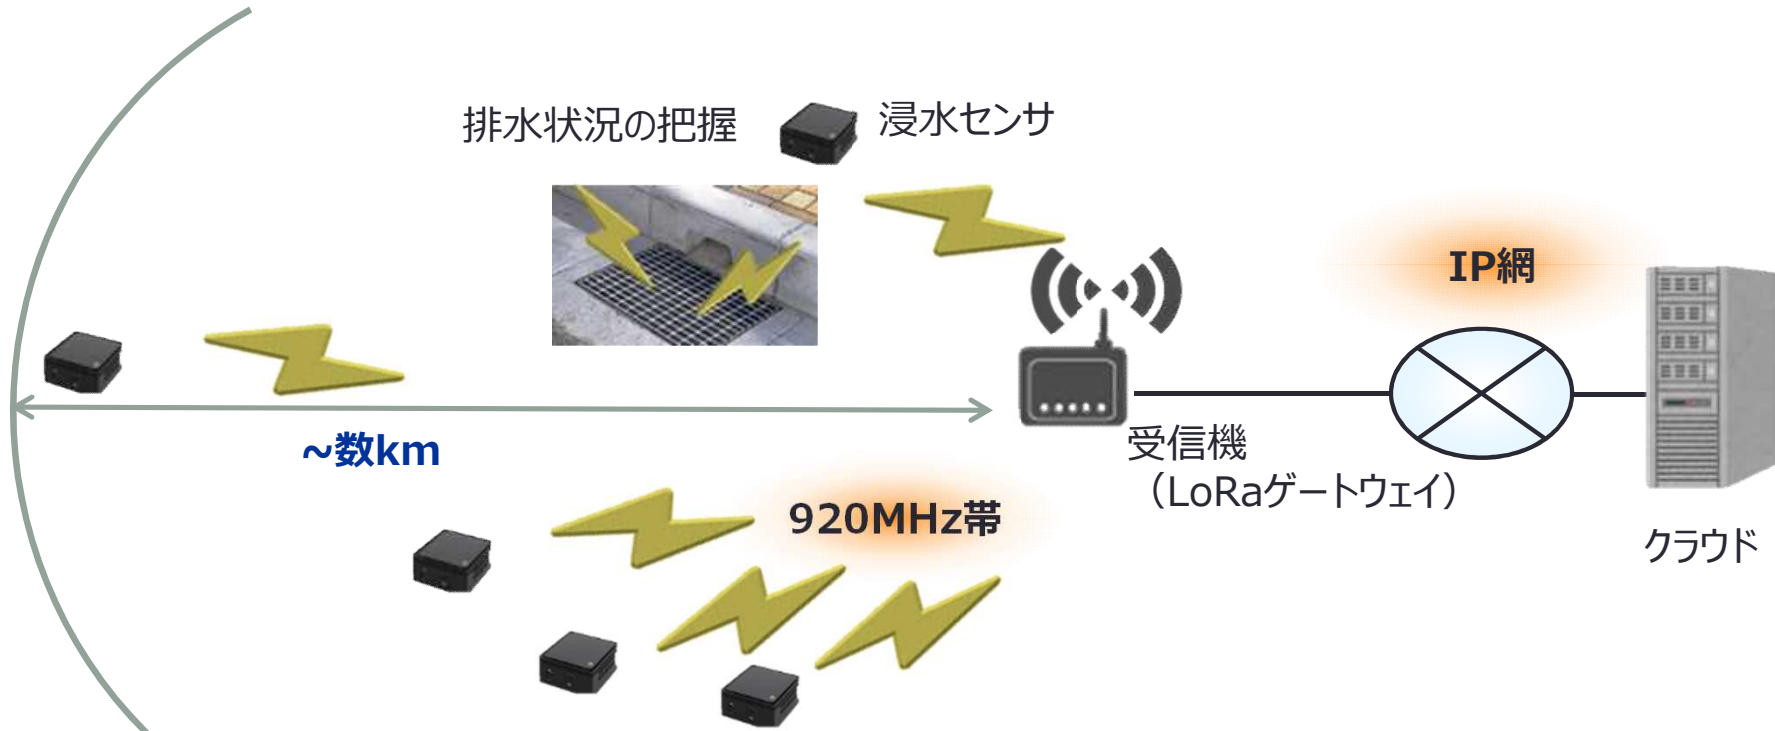 排水状況の把握
浸水センサ
IP網
~数km
受信機
（LoRaゲートウェイ）
920MHz帯
クラウド